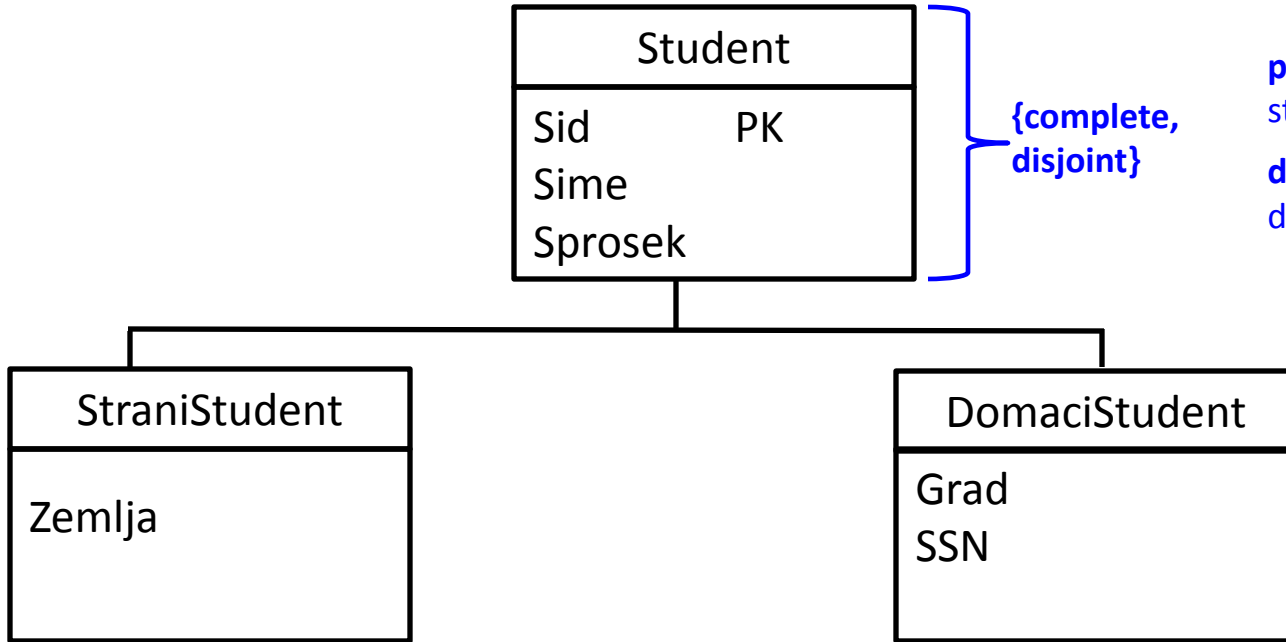 Student
Sid PK
Sime
Sprosek
{complete,
disjoint}
StraniStudent
Zemlja
DomaciStudent
Grad
SSN